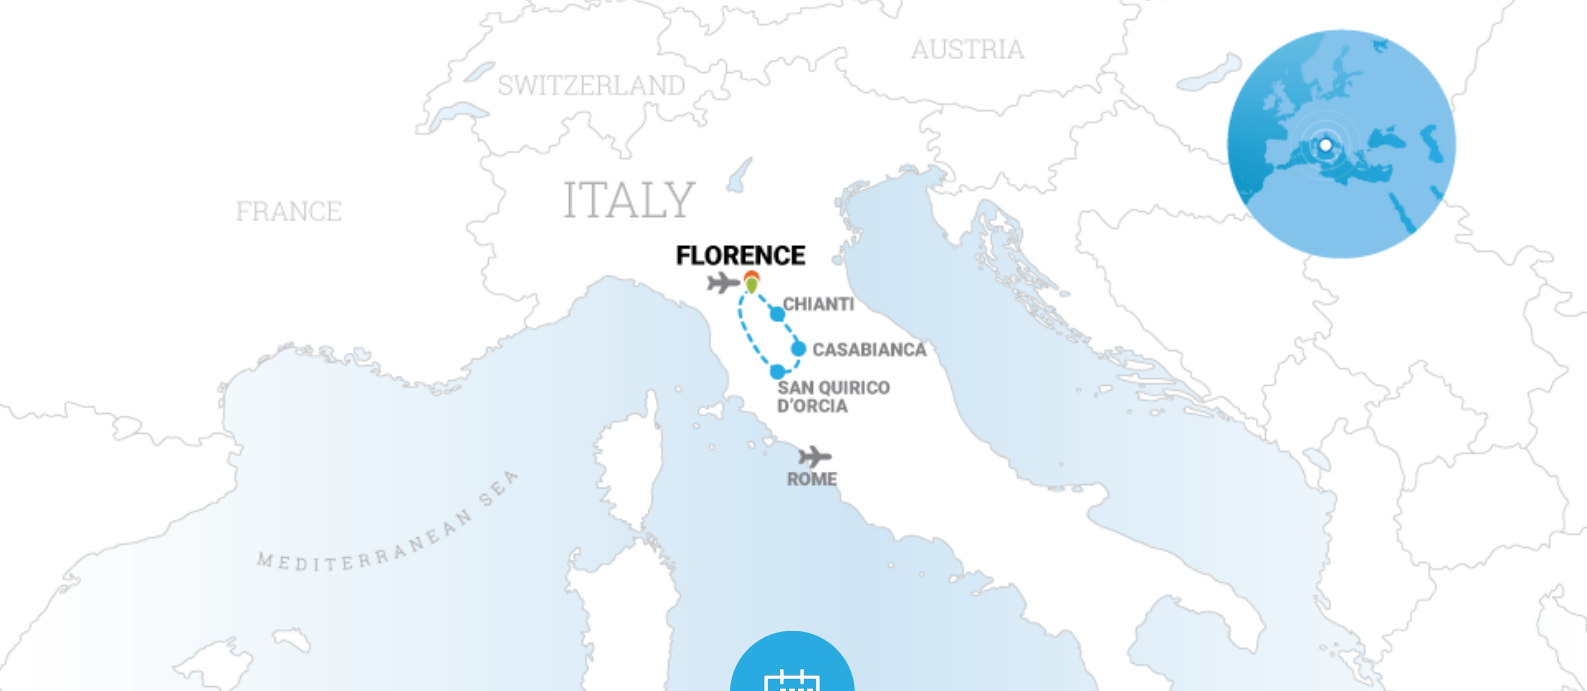 AUSTRIA
SWITZERLAND
ITALY
FRANCE
FLORENCE
CHIANTI
CASABIANCA
SAN QUIRICO
D'ORCIA
ROME
MEDITERRANEAN SEA